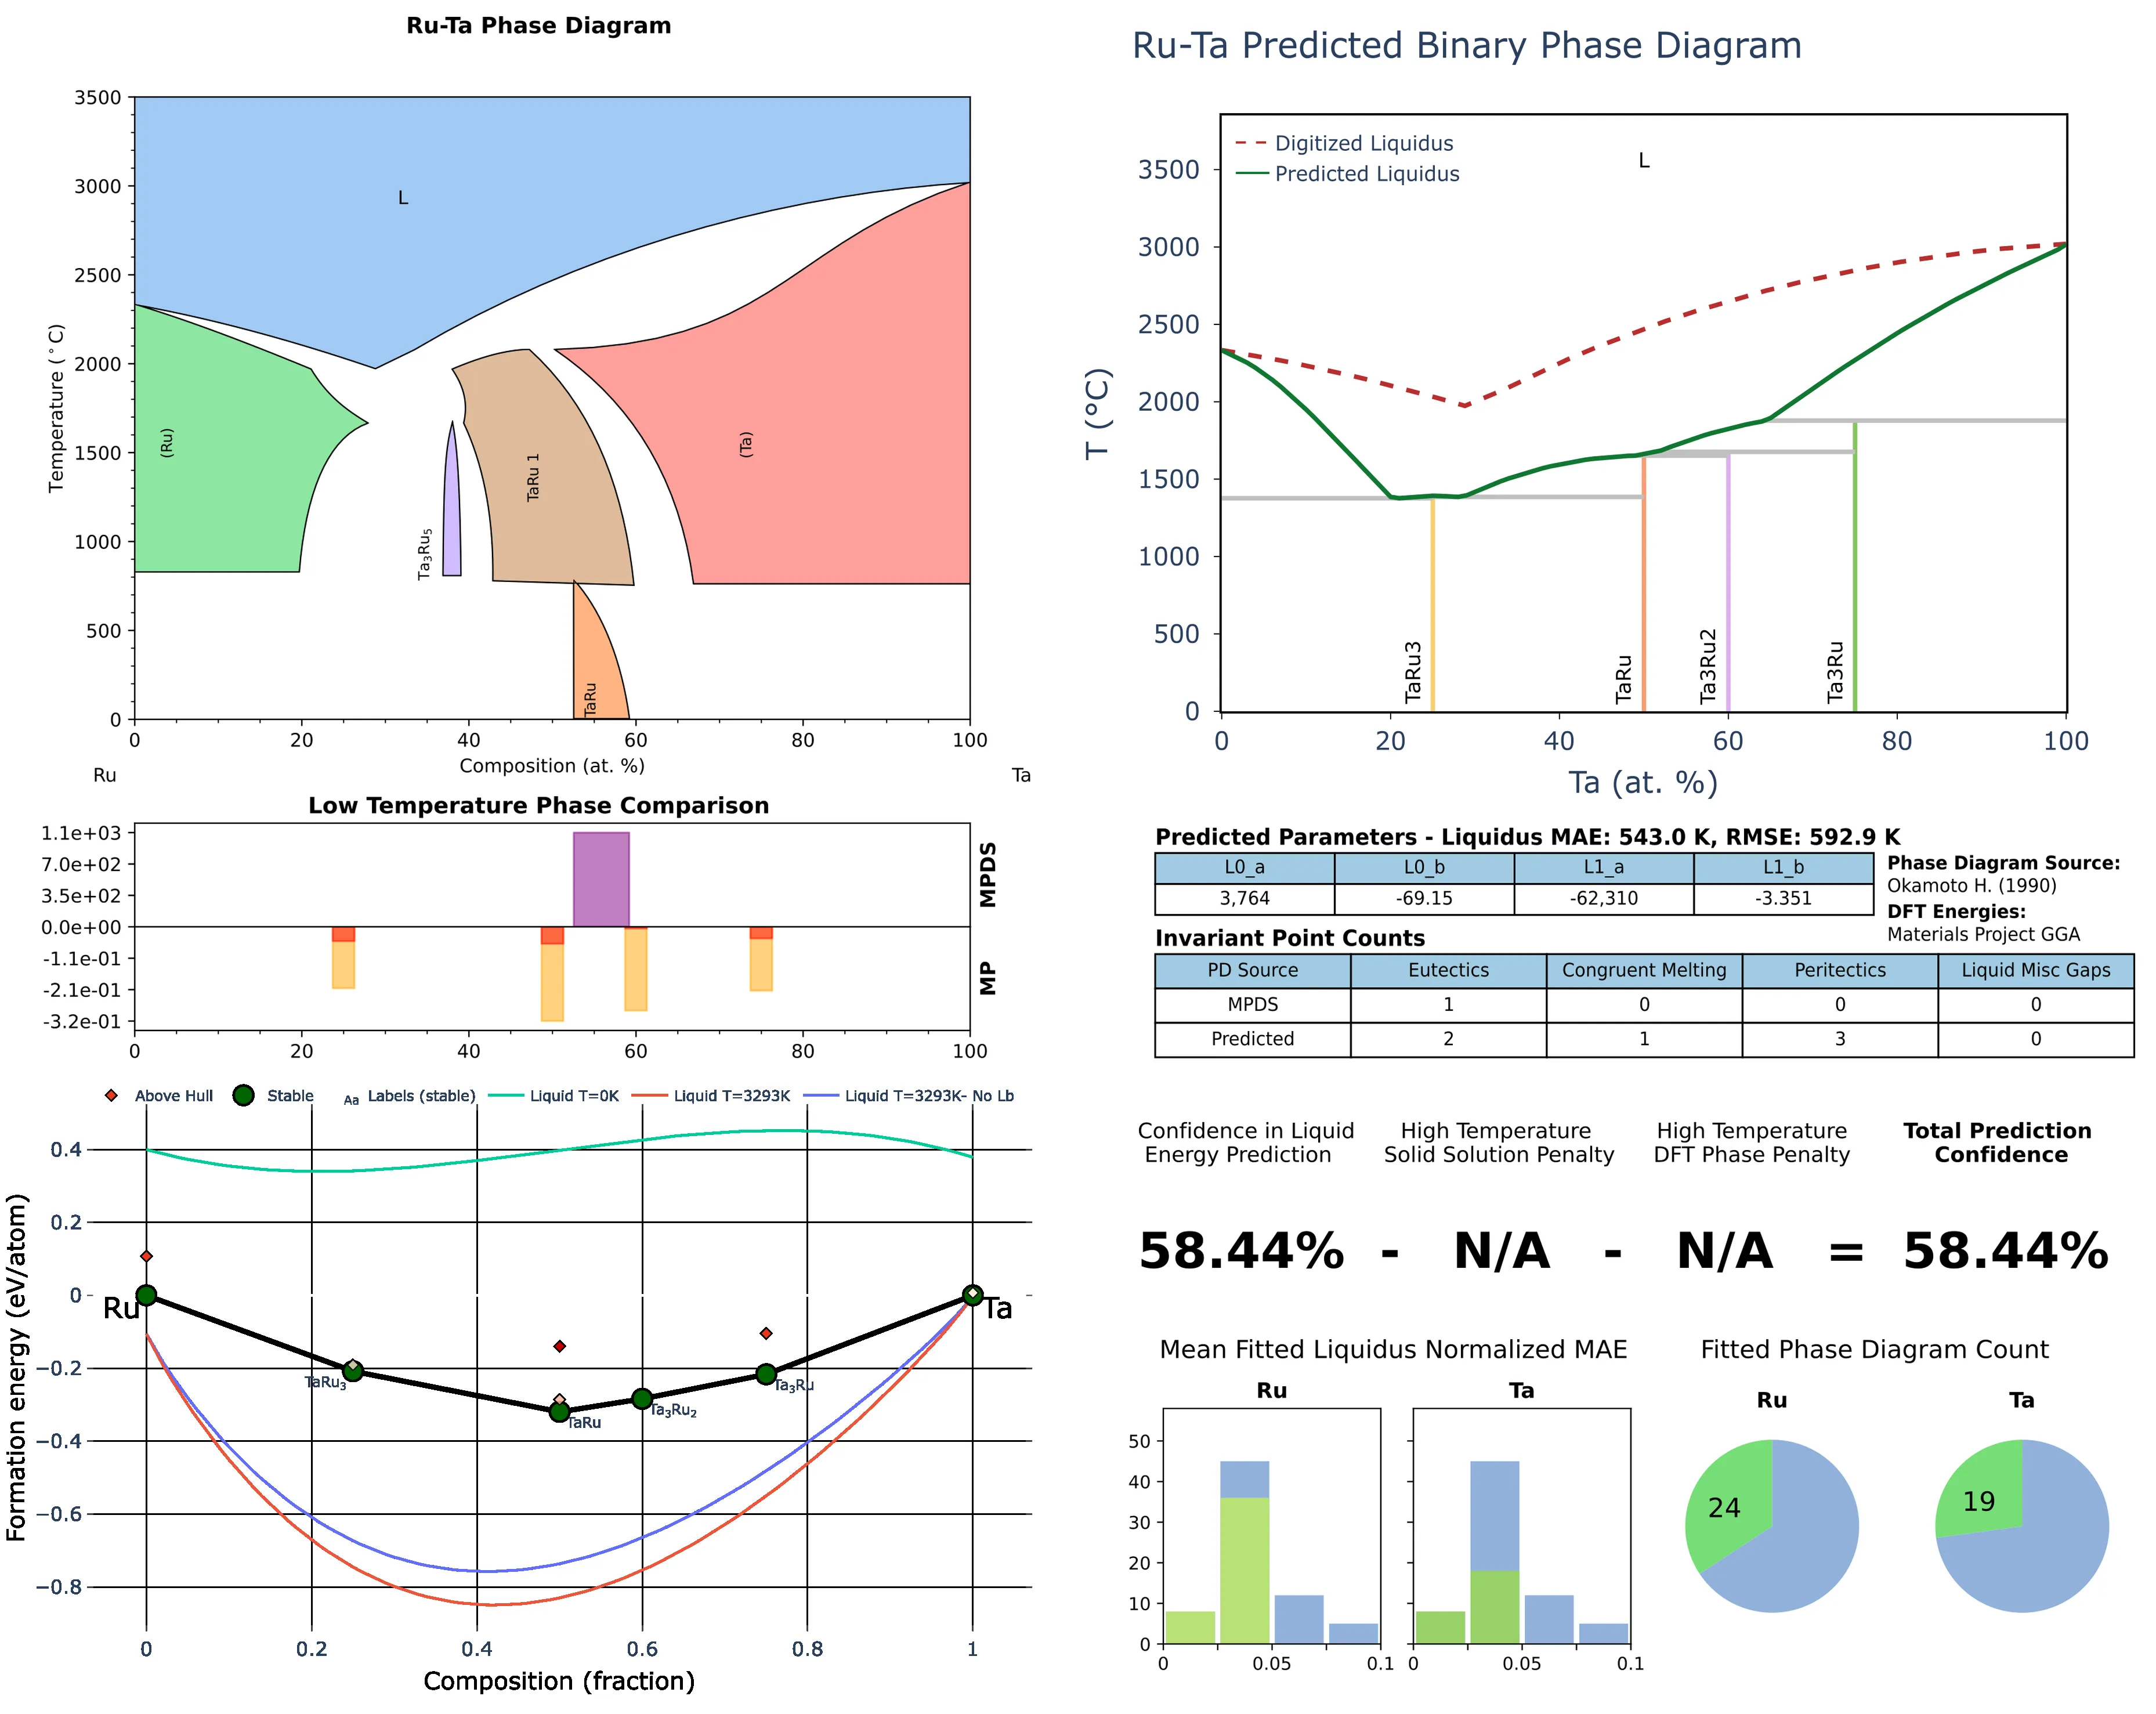 Ru-Ta Phase Diagram
3500
3000
2500
2000
1500
1000
500
0
Temperature (°C)
L
(Ru)
Ta3Ru5
TaRu 1
(Ta)
TaRu
0 20 40 60 80 100
Composition (at. %)
Ru Ta
Low Temperature Phase Comparison
1.1e+03
7.0e+02
3.5e+02
0.0e+00
-1.1e-01
-2.1e-01
-3.2e-01
MPDS
MP
0 20 40 60 80 100
Above Hull Stable Aa Labels (stable) Liquid T=0K Liquid T=3293K Liquid T=3293K- No Lb
0.4
0.2
0
−0.2
−0.4
−0.6
−0.8
Formation energy (eV/atom)
Ru
TaRu3
TaRu
Ta3Ru2
Ta3Ru
Ta
0 0.2 0.4 0.6 0.8 1
Composition (fraction)
Ru-Ta Predicted Binary Phase Diagram
Digitized Liquidus
Predicted Liquidus
L
3500
3000
2500
2000
1500
1000
500
0
T (°C)
TaRu3
TaRu
Ta3Ru2
Ta3Ru
0 20 40 60 80 100
Ta (at. %)
Predicted Parameters - Liquidus MAE: 543.0 K, RMSE: 592.9 K
L0_a L0_b L1_a L1_b
3,764 -69.15 -62,310 -3.351
Phase Diagram Source:
Okamoto H. (1990)
DFT Energies:
Materials Project GGA
Invariant Point Counts
PD Source Eutectics Congruent Melting Peritectics Liquid Misc Gaps
MPDS 1 0 0 0
Predicted 2 1 3 0
Confidence in Liquid
Energy Prediction
High Temperature
Solid Solution Penalty
High Temperature
DFT Phase Penalty
Total Prediction
Confidence
58.44% - N/A - N/A = 58.44%
Mean Fitted Liquidus Normalized MAE
Ru Ta
50
40
30
20
10
0
0 0.05 0.1 0 0.05 0.1
Fitted Phase Diagram Count
Ru Ta
24 19